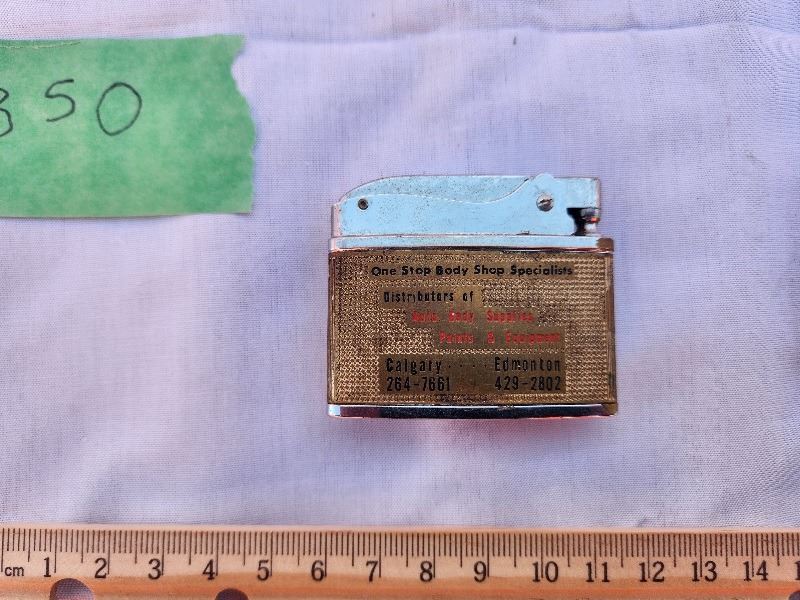 350
One Stop Body Shop Specialists
Distributors of
Auto Body Supplies
Paints & Equipment
Calgary Edmonton
264-7661 429-2802
cm 1 2 3 4 5 6 7 8 9 10 11 12 13 14 1